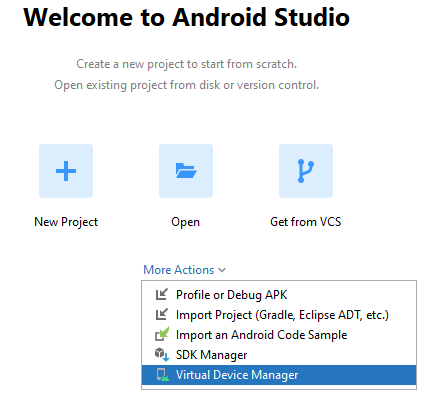 Welcome to Android Studio
Create a new project to start from scratch.
Open existing project from disk or version control.
New Project
Open
Get from VCS
More Actions
Profile or Debug APK
Import Project (Gradle, Eclipse ADT, etc.)
Import an Android Code Sample
SDK Manager
Virtual Device Manager